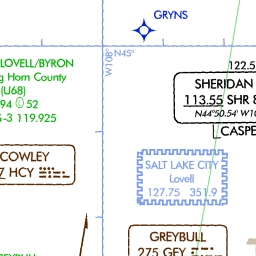 GRYNS
N45°
W108°
LOVELL/BYRON
g Horn County
(U68)
94 52
S-3 119.925
122.5
SHERIDAN
113.55 SHR
N44°50.54' W10
CASPE
COWLEY
7 HCY
SALT LAKE CITY
Lovell
127.75 351.9
GREYBULL
275 GEY